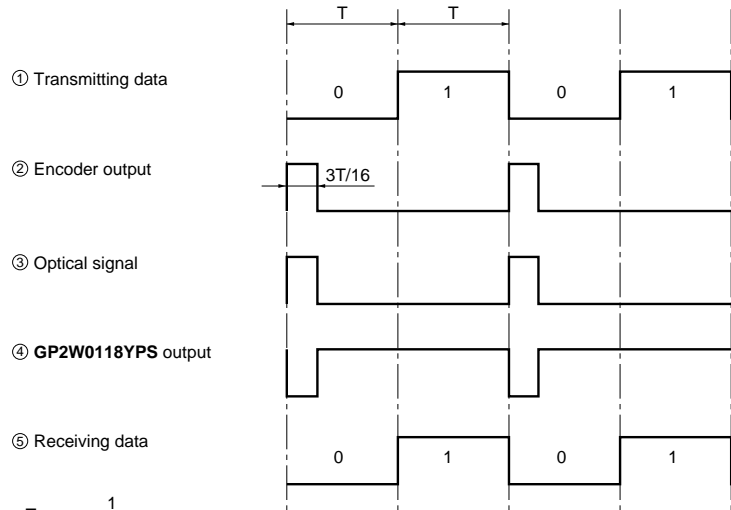 T T
① Transmitting data
0 1 0 1
② Encoder output
3T/16
③ Optical signal
④ GP2W0118YPS output
⑤ Receiving data
0 1 0 1
1